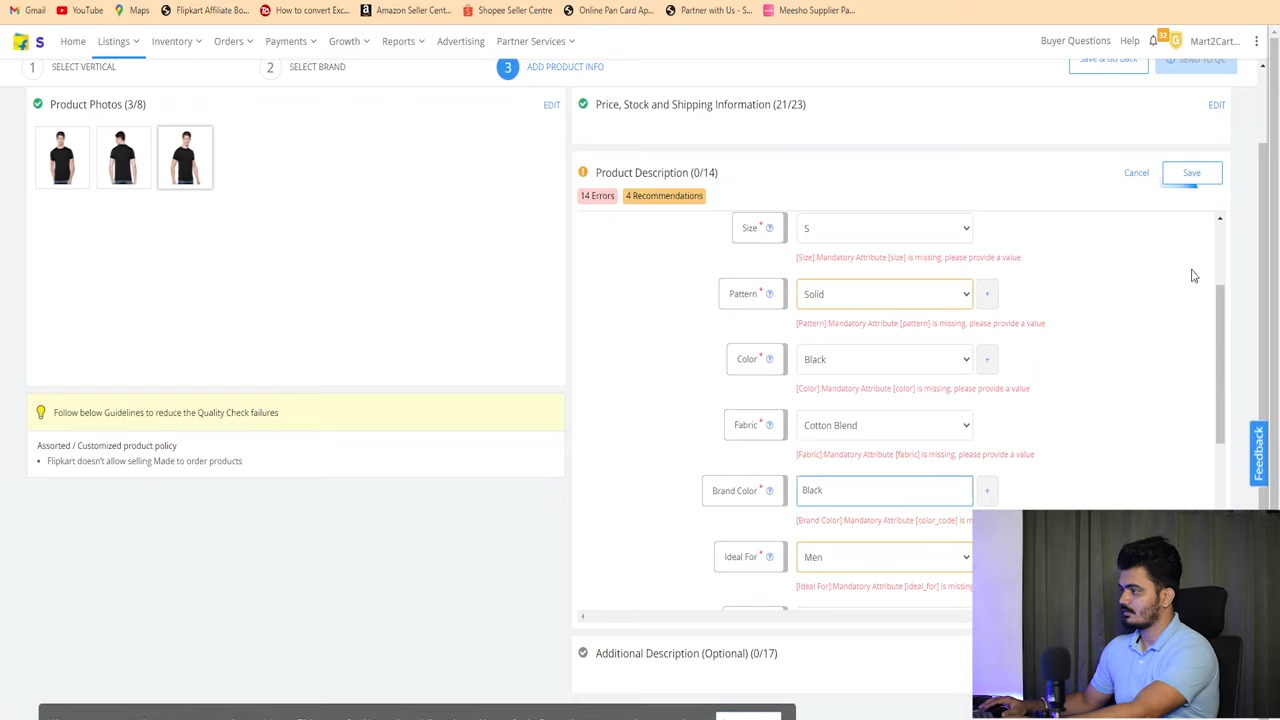 Gmail YouTube Maps Flipkart Affiliate Bo... How to convert Exc... Amazon Seller Cent... Shopee Seller Centre Online Pan Card Ap... Partner with Us - S... Meesho Supplier Pa...
S Home Listings Inventory Orders Payments Growth Reports Advertising Partner Services Buyer Questions Help 32 G Mart2Cart...
1 SELECT VERTICAL 2 SELECT BRAND 3 ADD PRODUCT INFO Save & Go Back SEND TO QC
Product Photos (3/8) EDIT
Price, Stock and Shipping Information (21/23) EDIT
Product Description (0/14) Cancel Save
14 Errors 4 Recommendations
Size * ? S
[Size]:Mandatory Attribute [size] is missing, please provide a value
Pattern * ? Solid +
[Pattern]:Mandatory Attribute [pattern] is missing, please provide a value
Color * ? Black +
[Color]:Mandatory Attribute [color] is missing, please provide a value
Fabric * ? Cotton Blend
[Fabric]:Mandatory Attribute [fabric] is missing, please provide a value
Brand Color * ? Black +
[Brand Color]:Mandatory Attribute [color_code] is m
Ideal For * ? Men
[Ideal For]:Mandatory Attribute [ideal_for] is missing
Additional Description (Optional) (0/17)
Follow below Guidelines to reduce the Quality Check failures
Assorted / Customized product policy
• Flipkart doesn't allow selling Made to order products
Feedback